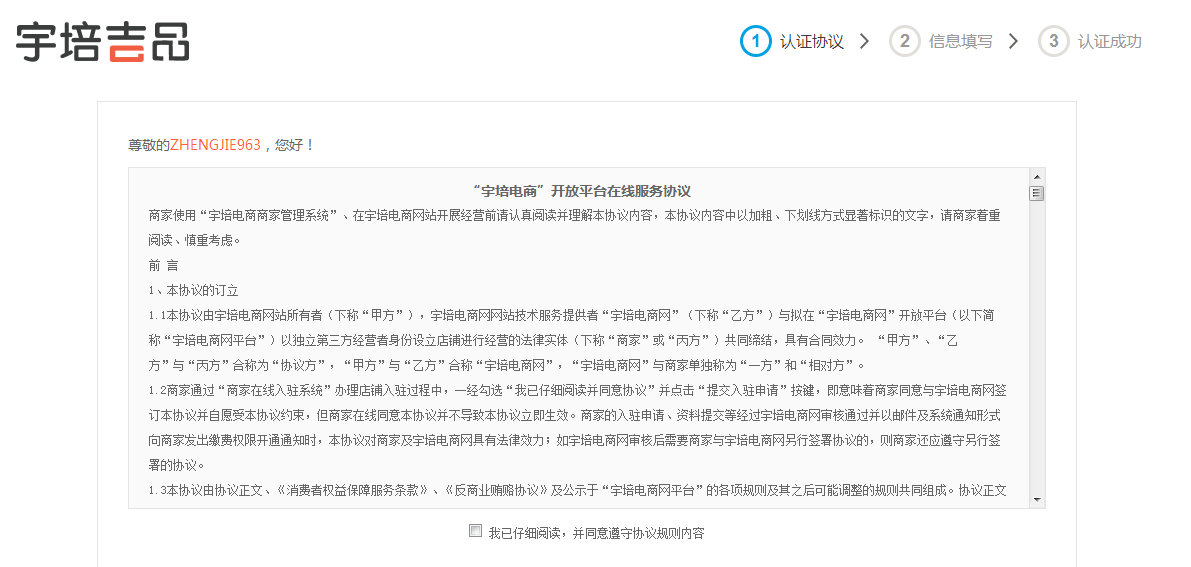 宇培吉品
1 认证协议 2 信息填写 3 认证成功
尊敬的ZHENGJIE963，您好！
“宇培电商”开放平台在线服务协议
商家使用“宇培电商商家管理系统”、在宇培电商网站开展经营前请认真阅读并理解本协议内容，本协议内容中以加粗、下划线方式显著标识的文字，请商家着重
阅读、慎重考虑。
前 言
1、本协议的订立
1.1本协议由宇培电商网站所有者（下称“甲方”），宇培电商网网站技术服务提供者“宇培电商网”（下称“乙方”）与拟在“宇培电商网”开放平台（以下简
称“宇培电商网平台”）以独立第三方经营者身份设立店铺进行经营的法律实体（下称“商家”或“丙方”）共同缔结，具有合同效力。 “甲方”、“乙
方”与“丙方”合称为“协议方”，“甲方”与“乙方”合称“宇培电商网”，“宇培电商网”与商家单独称为“一方”和“相对方”。
1.2商家通过“商家在线入驻系统”办理店铺入驻过程中，一经勾选“我已仔细阅读并同意协议”并点击“提交入驻申请”按键，即意味着商家同意与宇培电商网签
订本协议并自愿受本协议约束，但商家在线同意本协议并不导致本协议立即生效。商家的入驻申请、资料提交等经过宇培电商网审核通过并以邮件及系统通知形式
向商家发出缴费权限开通通知时，本协议对商家及宇培电商网具有法律效力；如宇培电商网审核后需要商家与宇培电商网另行签署协议的，则商家还应遵守另行签
署的协议。
1.3本协议由协议正文、《消费者权益保障服务条款》、《反商业贿赂协议》及公示于“宇培电商网平台”的各项规则及其之后可能调整的规则共同组成。协议正文
我已仔细阅读，并同意遵守协议规则内容